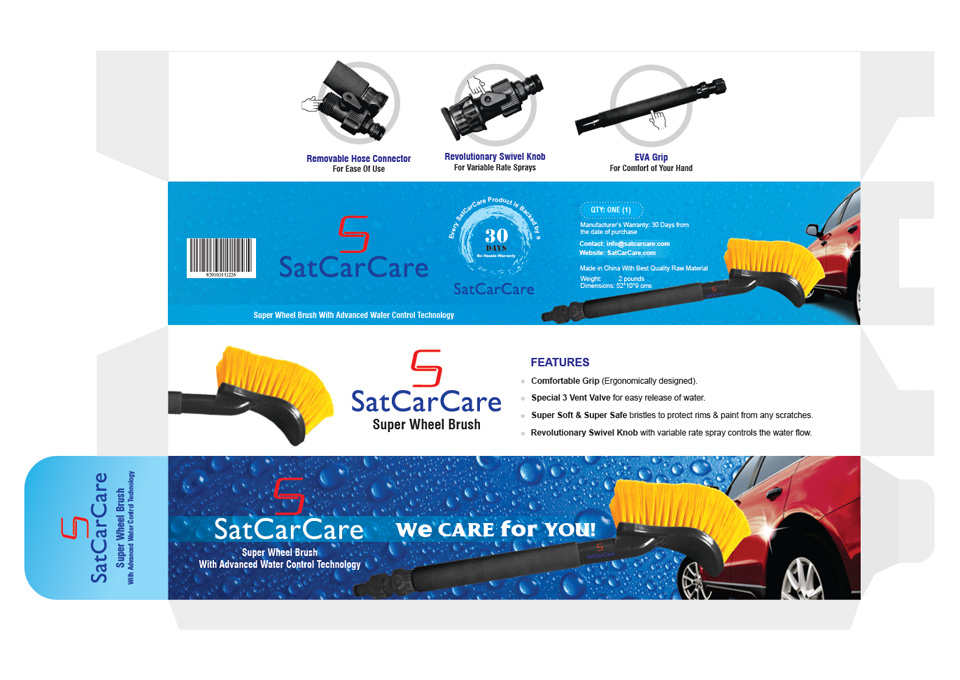 Removable Hose Connector
For Ease Of Use
Revolutionary Swivel Knob
For Variable Rate Sprays
EVA Grip
For Comfort of Your Hand
SatCarCare
Super Wheel Brush With Advanced Water Control Technology
Every SatCarCare Product is Backed by a
30
DAYS
No Hassle Warranty
SatCarCare
QTY: ONE (1)
Manufacturer's Warranty: 30 Days from
the date of purchase
Contact: info@satcarcare.com
Website: SatCarCare.com
Made in China With Best Quality Raw Material
Weight: 2 pounds
Dimensions: 52*10*9 cms
SatCarCare
Super Wheel Brush
FEATURES
Comfortable Grip (Ergonomically designed).
Special 3 Vent Valve for easy release of water.
Super Soft & Super Safe bristles to protect rims & paint from any scratches.
Revolutionary Swivel Knob with variable rate spray controls the water flow.
SatCarCare
Super Wheel Brush
With Advanced Water Control Technology
SatCarCare
We CARE for YOU!
Super Wheel Brush
With Advanced Water Control Technology